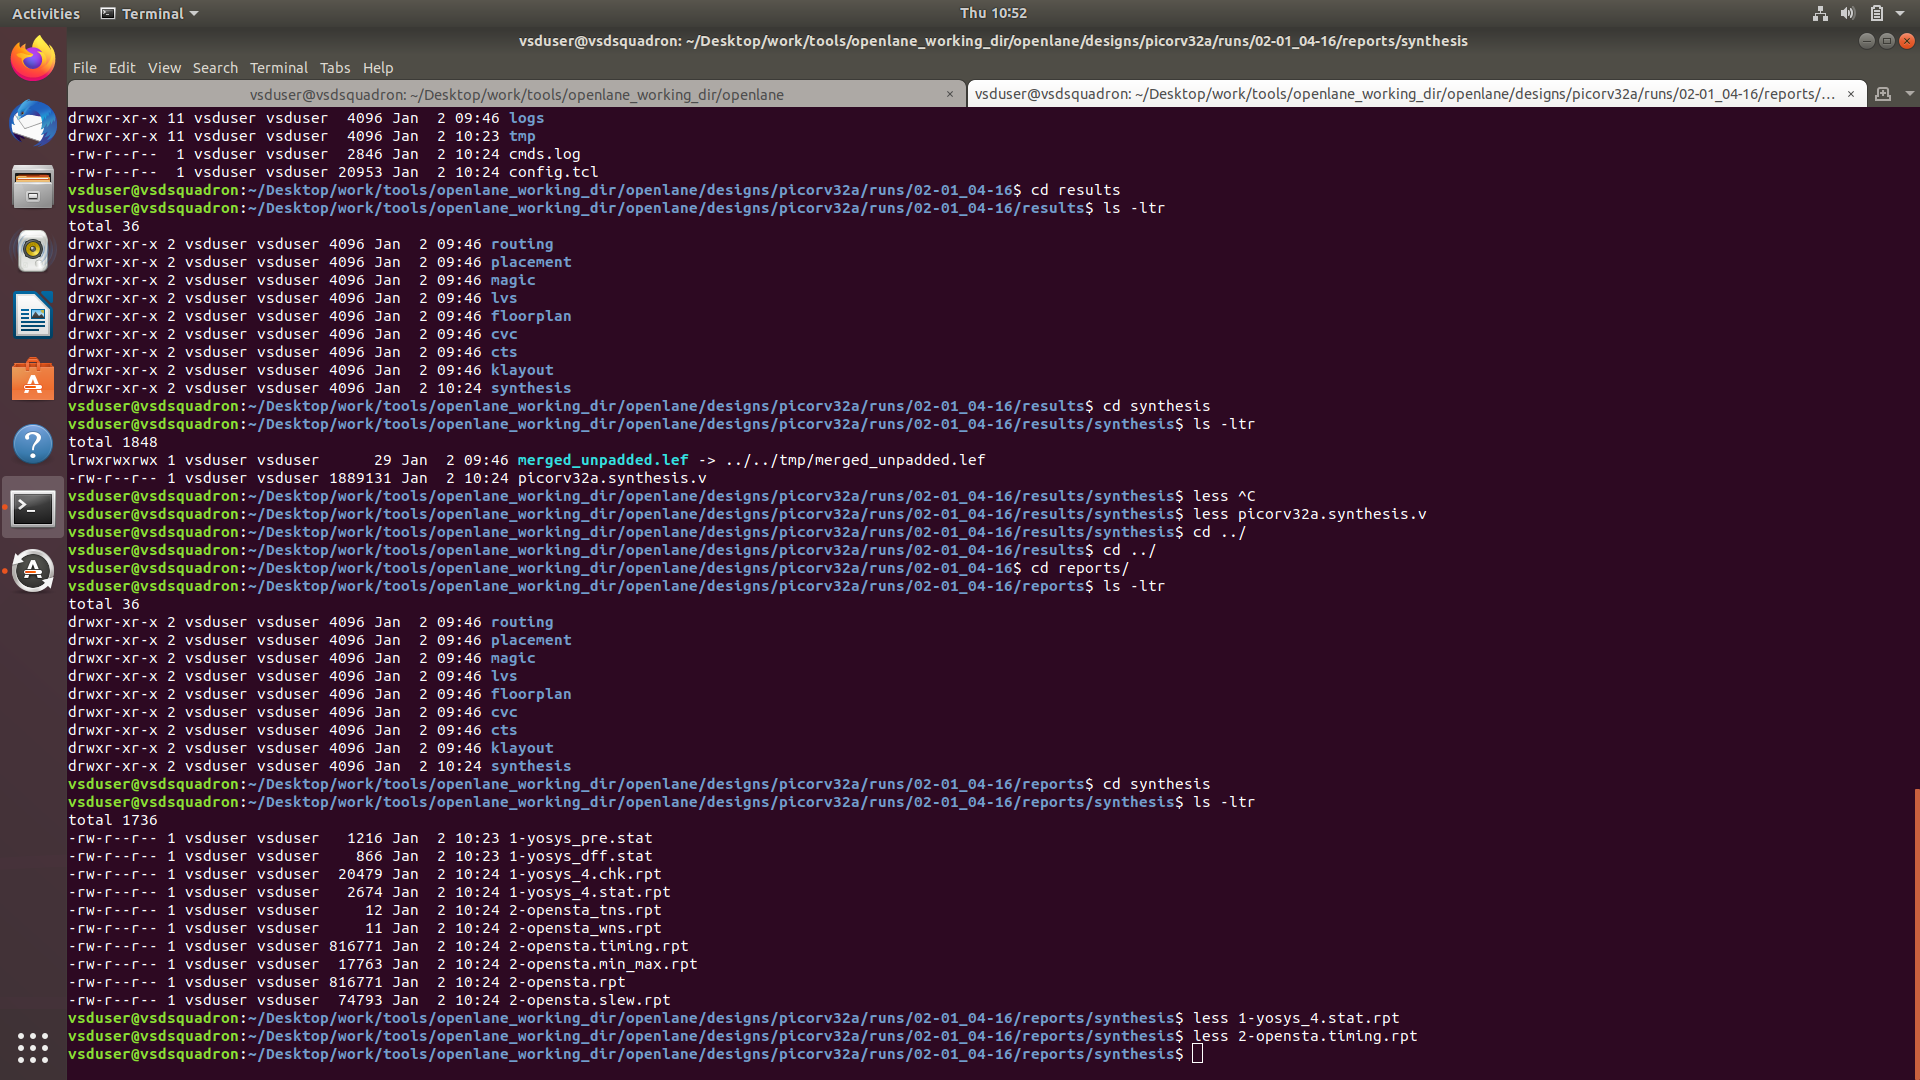 Activities Terminal Thu 10:52
vsduser@vsdsquadron: ~/Desktop/work/tools/openlane_working_dir/openlane/designs/picorv32a/runs/02-01_04-16/reports/synthesis
File Edit View Search Terminal Tabs Help
vsduser@vsdsquadron: ~/Desktop/work/tools/openlane_working_dir/openlane × vsduser@vsdsquadron: ~/Desktop/work/tools/openlane_working_dir/openlane/designs/picorv32a/runs/02-01_04-16/reports/... ×
drwxr-xr-x 11 vsduser vsduser  4096 Jan  2 09:46 logs
drwxr-xr-x 11 vsduser vsduser  4096 Jan  2 10:23 tmp
-rw-r--r--  1 vsduser vsduser  2846 Jan  2 10:24 cmds.log
-rw-r--r--  1 vsduser vsduser 20953 Jan  2 10:24 config.tcl
vsduser@vsdsquadron:~/Desktop/work/tools/openlane_working_dir/openlane/designs/picorv32a/runs/02-01_04-16$ cd results
vsduser@vsdsquadron:~/Desktop/work/tools/openlane_working_dir/openlane/designs/picorv32a/runs/02-01_04-16/results$ ls -ltr
total 36
drwxr-xr-x 2 vsduser vsduser 4096 Jan  2 09:46 routing
drwxr-xr-x 2 vsduser vsduser 4096 Jan  2 09:46 placement
drwxr-xr-x 2 vsduser vsduser 4096 Jan  2 09:46 magic
drwxr-xr-x 2 vsduser vsduser 4096 Jan  2 09:46 lvs
drwxr-xr-x 2 vsduser vsduser 4096 Jan  2 09:46 floorplan
drwxr-xr-x 2 vsduser vsduser 4096 Jan  2 09:46 cvc
drwxr-xr-x 2 vsduser vsduser 4096 Jan  2 09:46 cts
drwxr-xr-x 2 vsduser vsduser 4096 Jan  2 09:46 klayout
drwxr-xr-x 2 vsduser vsduser 4096 Jan  2 10:24 synthesis
vsduser@vsdsquadron:~/Desktop/work/tools/openlane_working_dir/openlane/designs/picorv32a/runs/02-01_04-16/results$ cd synthesis
vsduser@vsdsquadron:~/Desktop/work/tools/openlane_working_dir/openlane/designs/picorv32a/runs/02-01_04-16/results/synthesis$ ls -ltr
total 1848
lrwxrwxrwx 1 vsduser vsduser      29 Jan  2 09:46 merged_unpadded.lef -> ../../tmp/merged_unpadded.lef
-rw-r--r-- 1 vsduser vsduser 1889131 Jan  2 10:24 picorv32a.synthesis.v
vsduser@vsdsquadron:~/Desktop/work/tools/openlane_working_dir/openlane/designs/picorv32a/runs/02-01_04-16/results/synthesis$ less ^C
vsduser@vsdsquadron:~/Desktop/work/tools/openlane_working_dir/openlane/designs/picorv32a/runs/02-01_04-16/results/synthesis$ less picorv32a.synthesis.v
vsduser@vsdsquadron:~/Desktop/work/tools/openlane_working_dir/openlane/designs/picorv32a/runs/02-01_04-16/results/synthesis$ cd ../
vsduser@vsdsquadron:~/Desktop/work/tools/openlane_working_dir/openlane/designs/picorv32a/runs/02-01_04-16/results$ cd ../
vsduser@vsdsquadron:~/Desktop/work/tools/openlane_working_dir/openlane/designs/picorv32a/runs/02-01_04-16$ cd reports/
vsduser@vsdsquadron:~/Desktop/work/tools/openlane_working_dir/openlane/designs/picorv32a/runs/02-01_04-16/reports$ ls -ltr
total 36
drwxr-xr-x 2 vsduser vsduser 4096 Jan  2 09:46 routing
drwxr-xr-x 2 vsduser vsduser 4096 Jan  2 09:46 placement
drwxr-xr-x 2 vsduser vsduser 4096 Jan  2 09:46 magic
drwxr-xr-x 2 vsduser vsduser 4096 Jan  2 09:46 lvs
drwxr-xr-x 2 vsduser vsduser 4096 Jan  2 09:46 floorplan
drwxr-xr-x 2 vsduser vsduser 4096 Jan  2 09:46 cvc
drwxr-xr-x 2 vsduser vsduser 4096 Jan  2 09:46 cts
drwxr-xr-x 2 vsduser vsduser 4096 Jan  2 09:46 klayout
drwxr-xr-x 2 vsduser vsduser 4096 Jan  2 10:24 synthesis
vsduser@vsdsquadron:~/Desktop/work/tools/openlane_working_dir/openlane/designs/picorv32a/runs/02-01_04-16/reports$ cd synthesis
vsduser@vsdsquadron:~/Desktop/work/tools/openlane_working_dir/openlane/designs/picorv32a/runs/02-01_04-16/reports/synthesis$ ls -ltr
total 1736
-rw-r--r-- 1 vsduser vsduser   1216 Jan  2 10:23 1-yosys_pre.stat
-rw-r--r-- 1 vsduser vsduser    866 Jan  2 10:23 1-yosys_dff.stat
-rw-r--r-- 1 vsduser vsduser  20479 Jan  2 10:24 1-yosys_4.chk.rpt
-rw-r--r-- 1 vsduser vsduser   2674 Jan  2 10:24 1-yosys_4.stat.rpt
-rw-r--r-- 1 vsduser vsduser     12 Jan  2 10:24 2-opensta_tns.rpt
-rw-r--r-- 1 vsduser vsduser     11 Jan  2 10:24 2-opensta_wns.rpt
-rw-r--r-- 1 vsduser vsduser 816771 Jan  2 10:24 2-opensta.timing.rpt
-rw-r--r-- 1 vsduser vsduser  17763 Jan  2 10:24 2-opensta.min_max.rpt
-rw-r--r-- 1 vsduser vsduser 816771 Jan  2 10:24 2-opensta.rpt
-rw-r--r-- 1 vsduser vsduser  74793 Jan  2 10:24 2-opensta.slew.rpt
vsduser@vsdsquadron:~/Desktop/work/tools/openlane_working_dir/openlane/designs/picorv32a/runs/02-01_04-16/reports/synthesis$ less 1-yosys_4.stat.rpt
vsduser@vsdsquadron:~/Desktop/work/tools/openlane_working_dir/openlane/designs/picorv32a/runs/02-01_04-16/reports/synthesis$ less 2-opensta.timing.rpt
vsduser@vsdsquadron:~/Desktop/work/tools/openlane_working_dir/openlane/designs/picorv32a/runs/02-01_04-16/reports/synthesis$